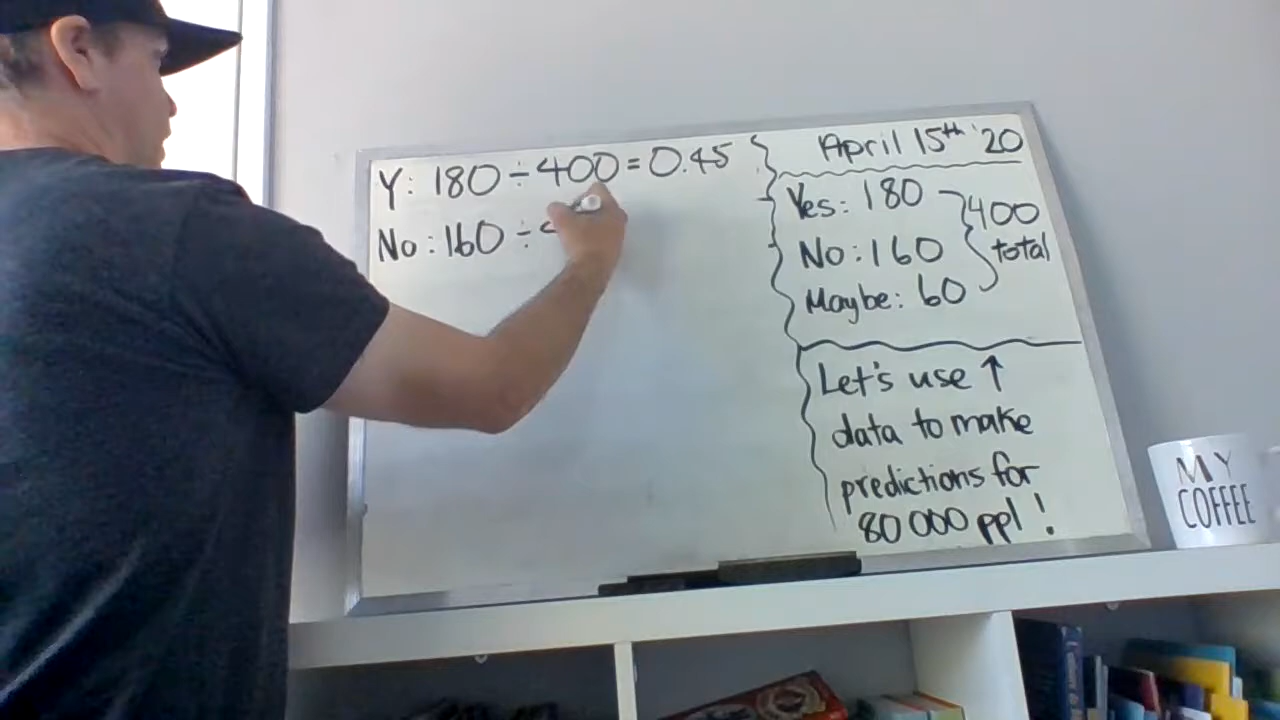 Y: 180 ÷ 400 = 0.45
No: 160 ÷
April 15th '20
Yes: 180
No: 160
Maybe: 60
400
total
Let's use ↑
data to make
predictions for
80 000 ppl!
MY
COFFEE